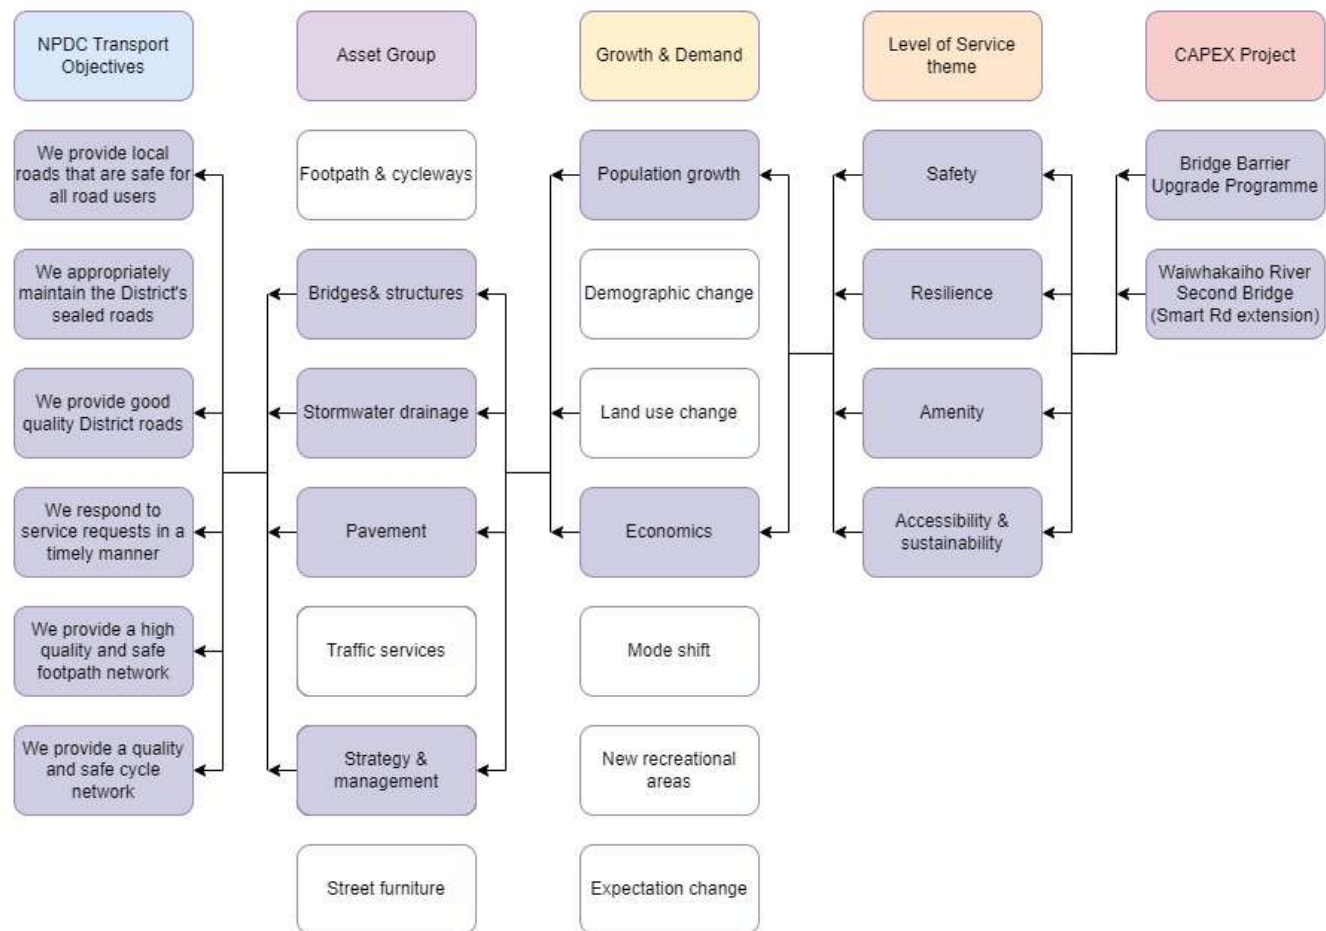 NPDC Transport
Objectives
Asset Group
Growth & Demand
Level of Service
theme
CAPEX Project
We provide local
roads that are safe for
all road users
Footpath & cycleways
Population growth
Safety
Bridge Barrier
Upgrade Programme
We appropriately
maintain the District's
sealed roads
Bridges& structures
Demographic change
Resilience
Waiwhakaiho River
Second Bridge
(Smart Rd extension)
We provide good
quality District roads
Stormwater drainage
Land use change
Amenity
We respond to
service requests in a
timely manner
Pavement
Economics
Accessibility &
sustainability
We provide a high
quality and safe
footpath network
Traffic services
Mode shift
We provide a quality
and safe cycle
network
Strategy &
management
New recreational
areas
Street furniture
Expectation change